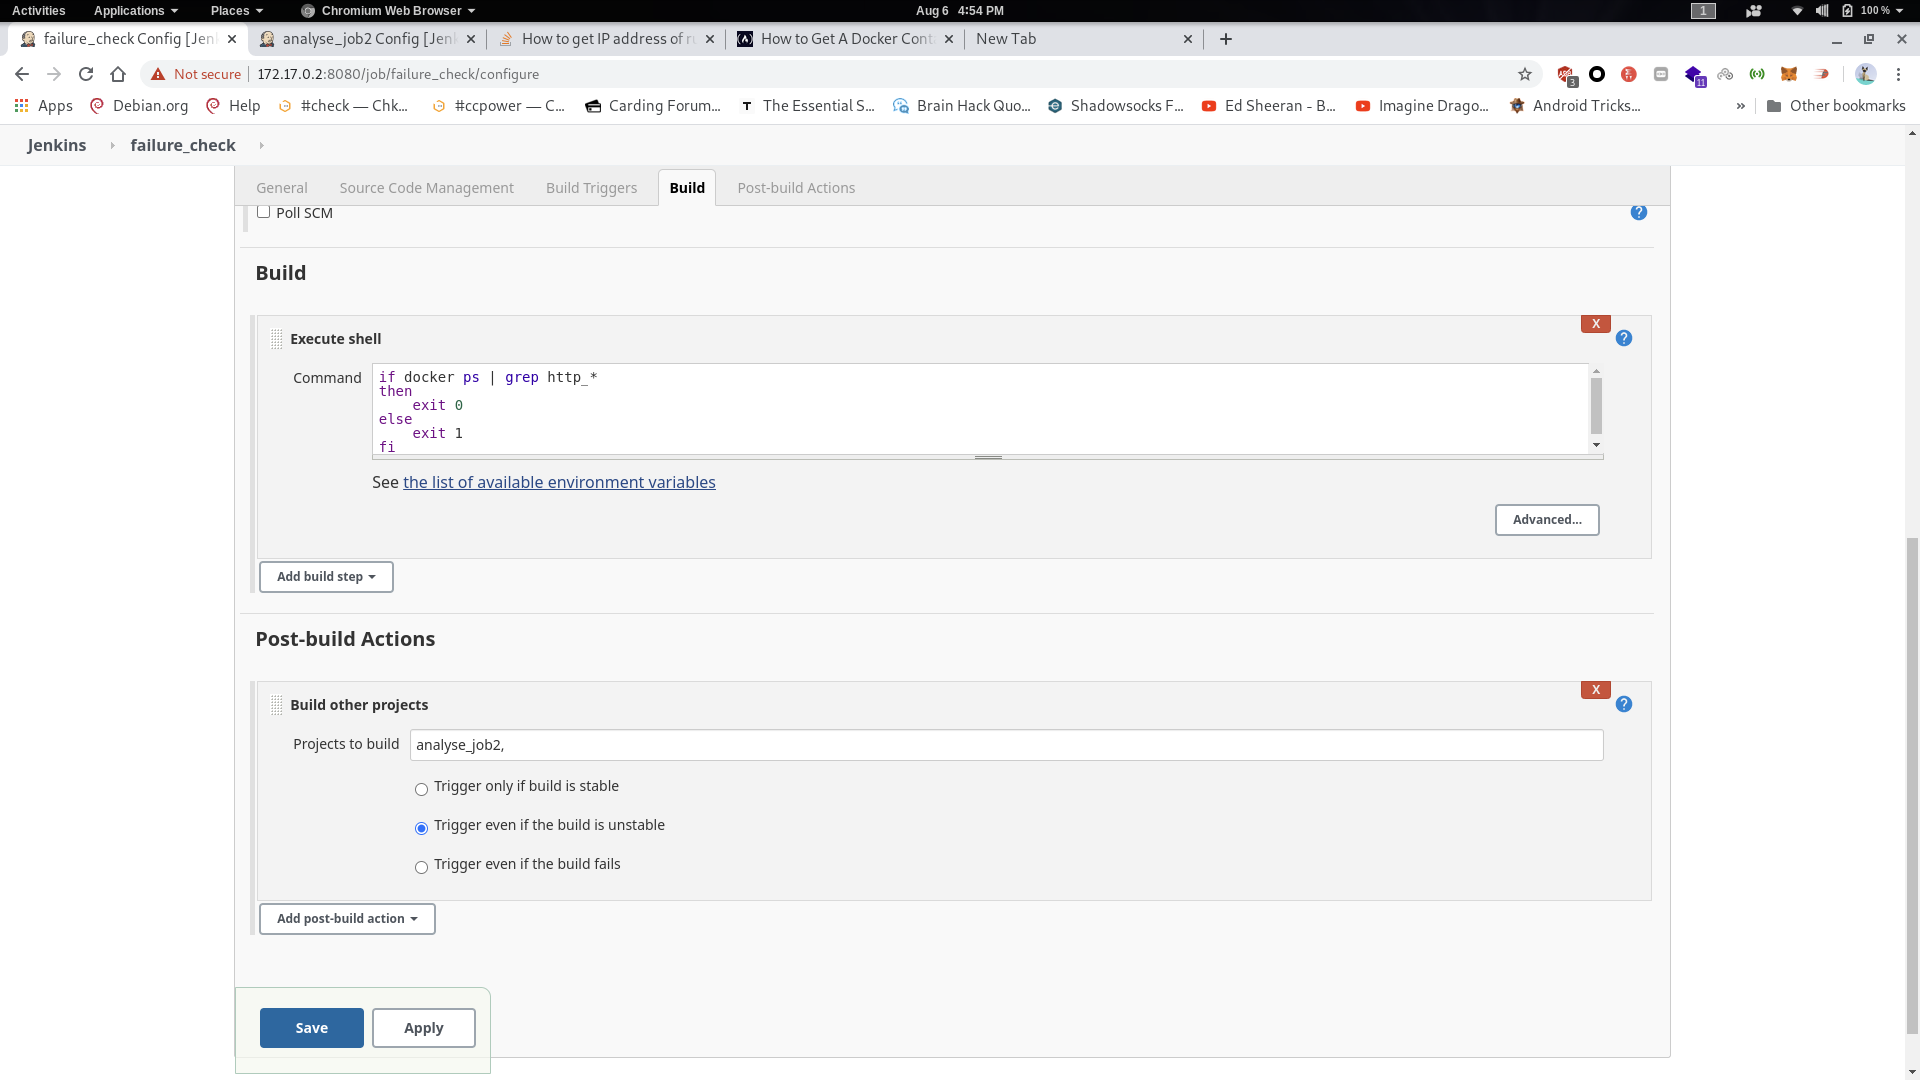 Activities Applications Places Chromium Web Browser Aug 6 4:54 PM 1 100 %
failure_check Config [Jen analyse_job2 Config [Jen How to get IP address of r How to Get A Docker Cont New Tab
Not secure 172.17.0.2:8080/job/failure_check/configure 3 11
Apps Debian.org Help #check — Chk... #ccpower — C... Carding Forum... The Essential S... Brain Hack Quo... Shadowsocks F... Ed Sheeran - B... Imagine Drago... Android Tricks... » Other bookmarks
Jenkins failure_check
General Source Code Management Build Triggers Build Post-build Actions
Poll SCM ?
Build
X
Execute shell ?
Command
if docker ps | grep http_*
then
exit 0
else
exit 1
fi
See the list of available environment variables
Advanced...
Add build step
Post-build Actions
X
Build other projects ?
Projects to build analyse_job2,
Trigger only if build is stable
Trigger even if the build is unstable
Trigger even if the build fails
Add post-build action
Save Apply